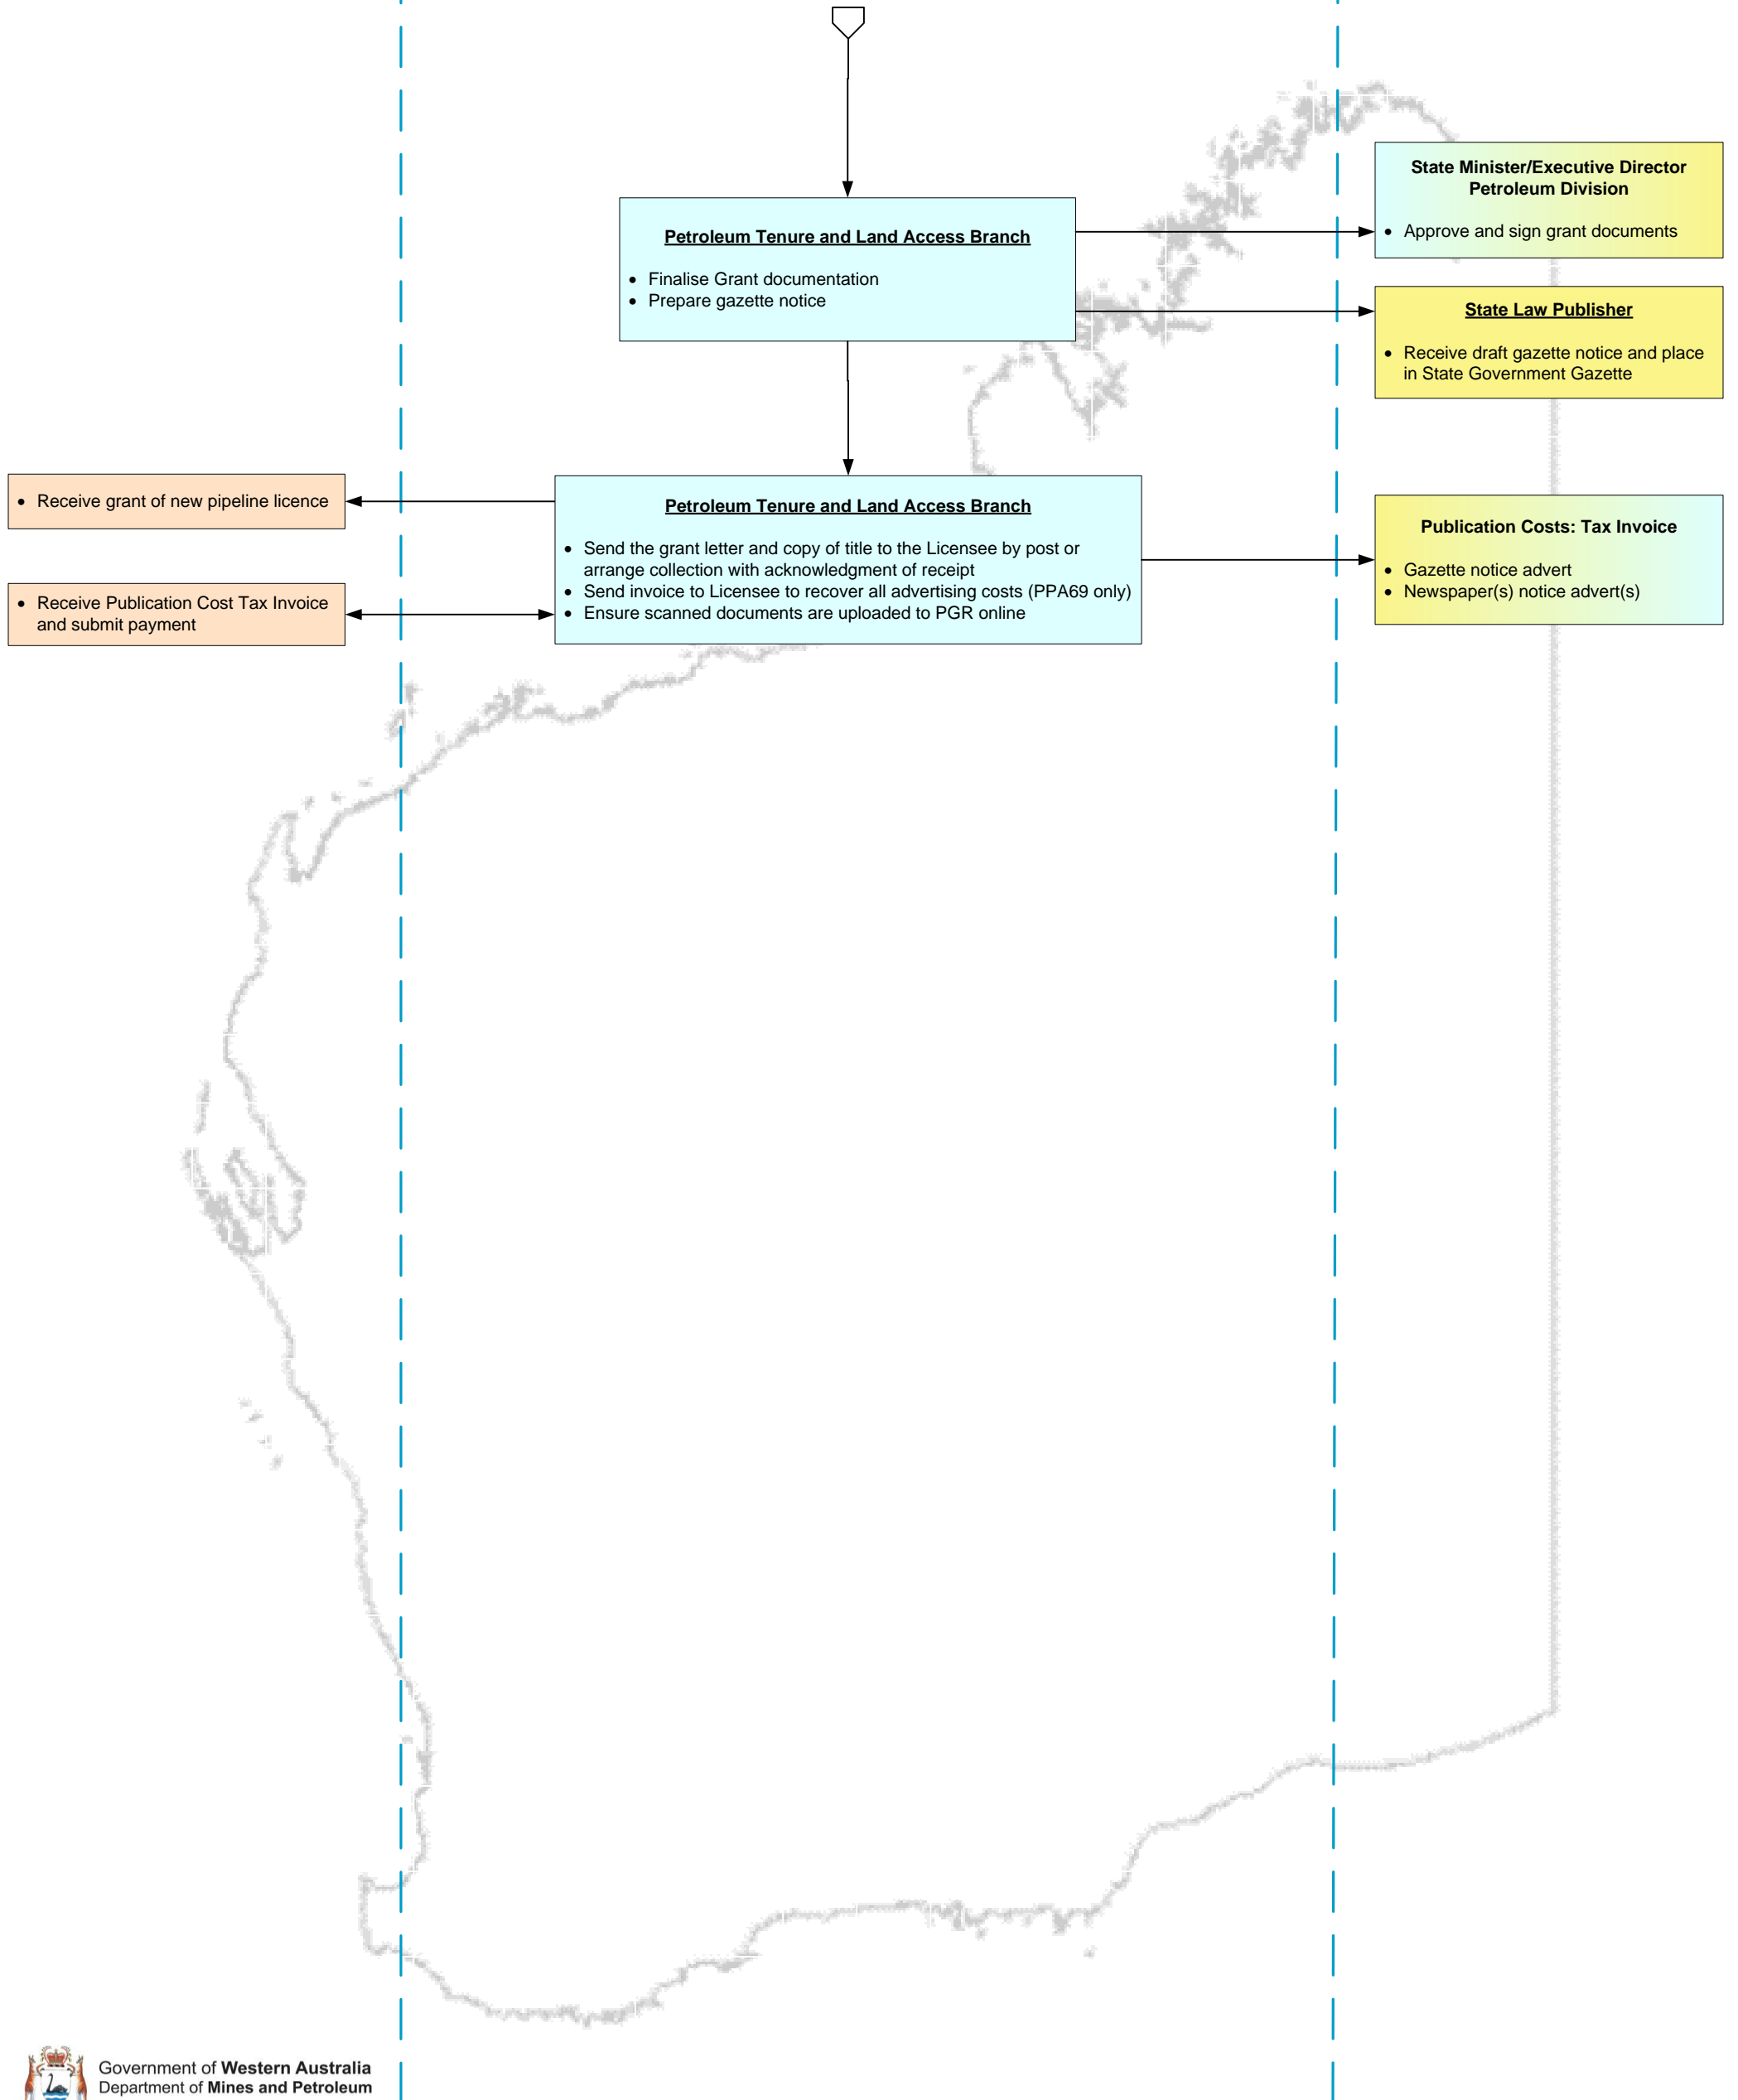 State Minister/Executive Director
Petroleum Division
• Approve and sign grant documents
Petroleum Tenure and Land Access Branch
• Finalise Grant documentation
• Prepare gazette notice
State Law Publisher
• Receive draft gazette notice and place
in State Government Gazette
• Receive grant of new pipeline licence
Petroleum Tenure and Land Access Branch
• Send the grant letter and copy of title to the Licensee by post or
arrange collection with acknowledgment of receipt
• Send invoice to Licensee to recover all advertising costs (PPA69 only)
• Ensure scanned documents are uploaded to PGR online
Publication Costs: Tax Invoice
• Gazette notice advert
• Newspaper(s) notice advert(s)
• Receive Publication Cost Tax Invoice
and submit payment
Government of Western Australia
Department of Mines and Petroleum